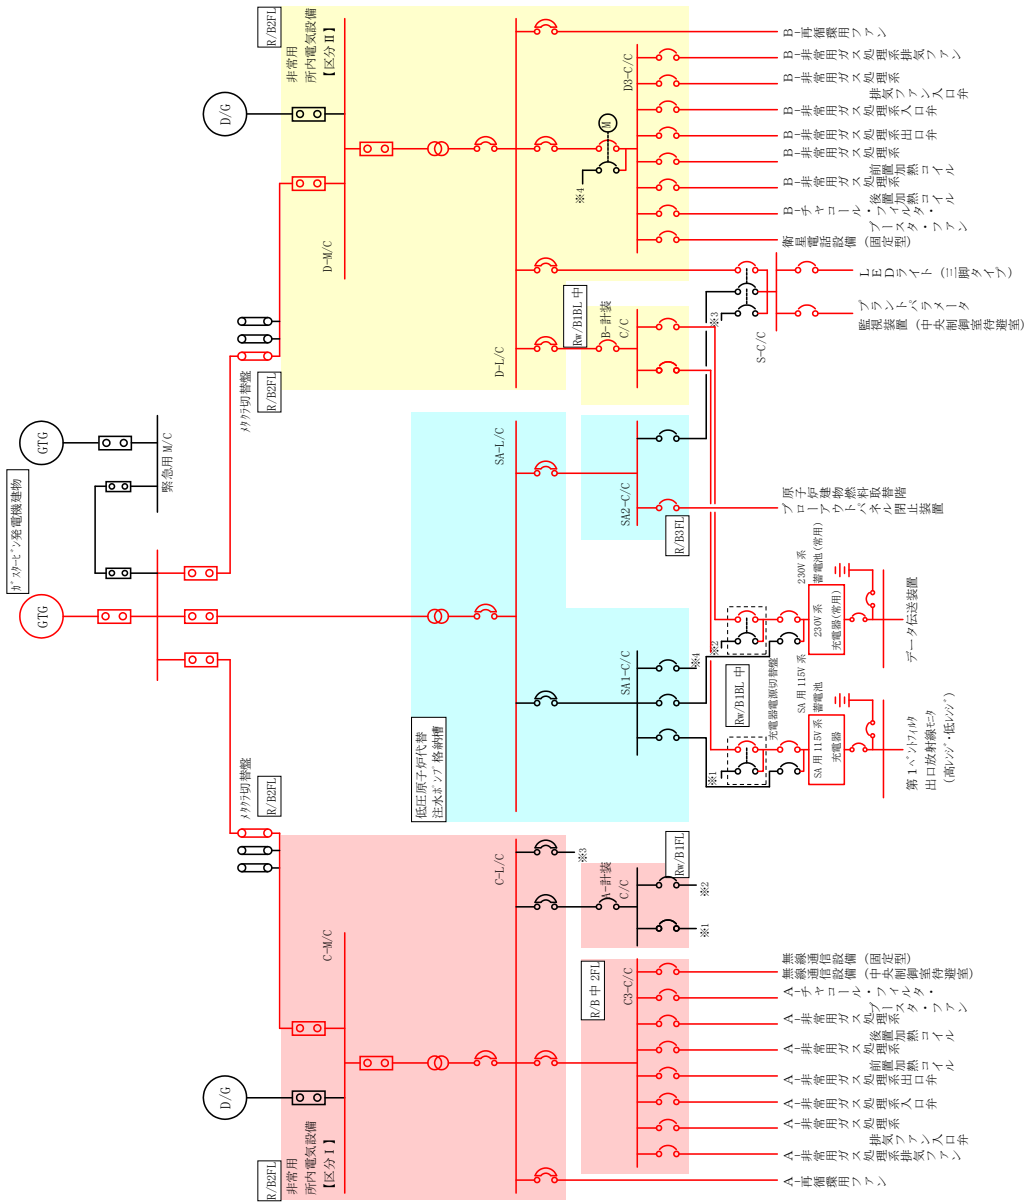 R/B2FL
非常用
所内電気設備
【区分Ⅱ】
D/G
D-M/C
D-L/C
D3-C/C
M
※4
B-再循環用ファン
B-非常用ガス処理系排気ファン
B-非常用ガス処理系
排気ファン入口弁
B-非常用ガス処理系入口弁
B-非常用ガス処理系出口弁
B-非常用ガス処理系
前置加熱コイル
B-非常用ガス処理系
後置加熱コイル
B-チャコール・フィルタ・
ブースタ・ファン
衛星電話設備（固定型）
LEDライト（三脚タイプ）
プラントパラメータ
監視装置（中央制御室待避室）
S-C/C
※3
Rw/B1BL 中
B-計装
C/C
メタクラ切替盤
R/B2FL
GTG
緊急用 M/C
ガスタービン発電機建物
GTG
SA-L/C
SA2-C/C
R/B3FL
原子炉建物燃料取替階
ブローアウトパネル閉止装置
SA1-C/C
※4
低圧原子炉代替
注水ポンプ格納槽
※2
Rw/B1BL 中
充電器電源切替盤
※1
230V 系
蓄電池(常用)
230V 系
充電器(常用)
データ伝送装置
SA 用 115V 系
蓄電池
SA 用 115V 系
充電器
第1ベントフィルタ
出口放射線モニタ
(高レンジ・低レンジ)
メタクラ切替盤
R/B2FL
C-L/C
※3
A-計装
C/C
Rw/B1FL
※2
※1
C-M/C
R/B 中 2FL
C3-C/C
無線通信設備（固定型）
無線通信設備（中央制御室待避室）
A-チャコール・フィルタ・
ブースタ・ファン
A-非常用ガス処理系
後置加熱コイル
A-非常用ガス処理系
前置加熱コイル
A-非常用ガス処理系出口弁
A-非常用ガス処理系入口弁
A-非常用ガス処理系
排気ファン入口弁
A-非常用ガス処理系排気ファン
A-再循環用ファン
D/G
R/B2FL
非常用
所内電気設備
【区分Ⅰ】